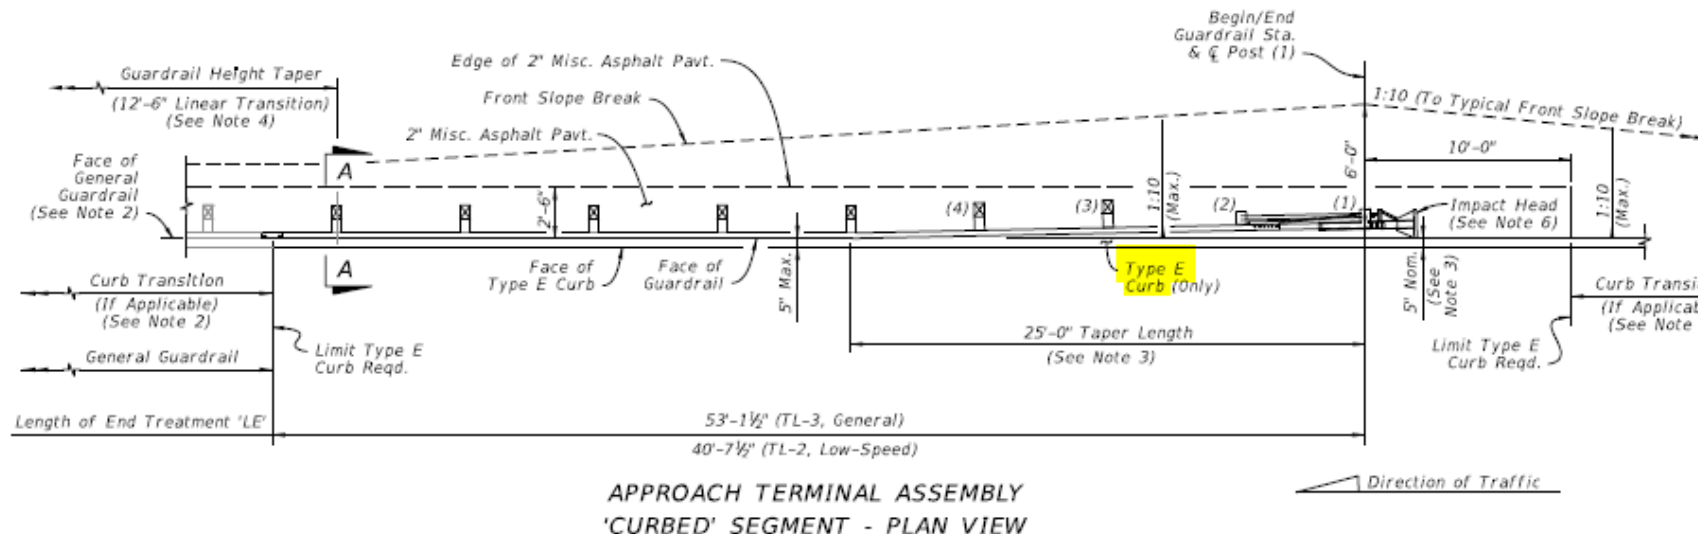 Begin/End
Guardrail Sta.
& ℄ Post (1)
Edge of 2" Misc. Asphalt Pavt.
Guardrail Height Taper
(12'-6" Linear Transition)
(See Note 4)
Front Slope Break
1:10 (To Typical Front Slope Break)
2" Misc. Asphalt Pavt.
Face of
General
Guardrail
(See Note 2)
A
2'-6"
(4)
(3)
1:10
(Max.)
(2)
(1)
6'-0"
10'-0"
Impact Head
(See Note 6)
1:10
(Max.)
A
Curb Transition
(If Applicable)
(See Note 2)
Face of
Type E Curb
Face of
Guardrail
5" Max.
Type E
Curb (Only)
5" Nom.
(See
Note 3)
Curb Transi
(If Applicab
(See Note
General Guardrail
Limit Type E
Curb Reqd.
25'-0" Taper Length
(See Note 3)
Limit Type E
Curb Reqd.
Length of End Treatment 'LE'
53'-1½" (TL-3, General)
40'-7½" (TL-2, Low-Speed)
APPROACH TERMINAL ASSEMBLY
'CURBED' SEGMENT - PLAN VIEW
Direction of Traffic